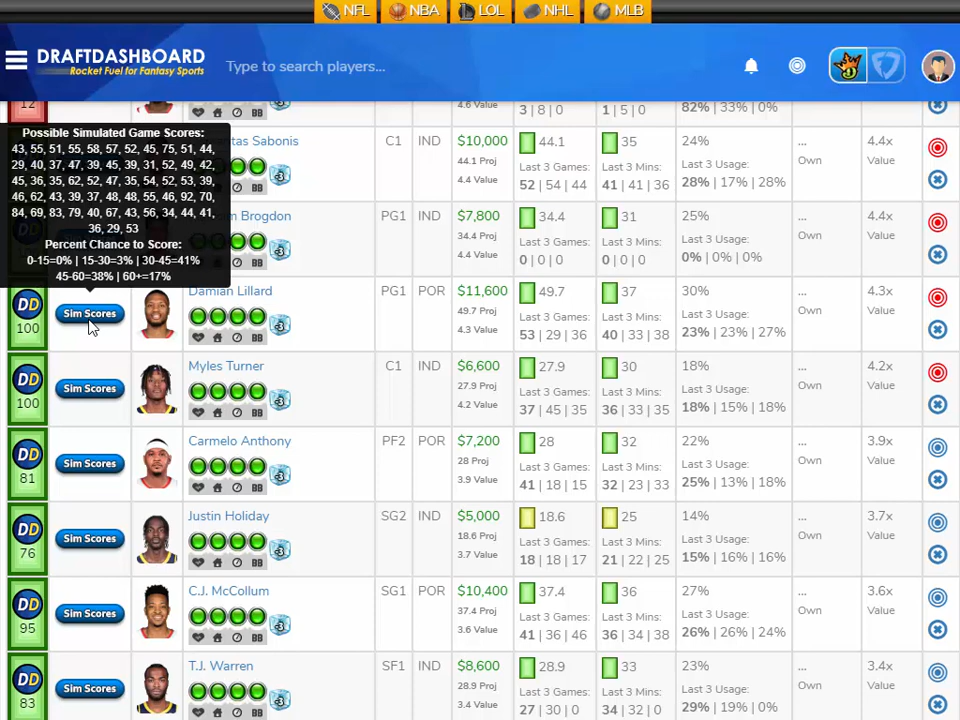 NFL NBA LOL NHL MLB
DRAFTDASHBOARD
Rocket Fuel for Fantasy Sports
Type to search players...
12
4.6 Value
3 | 8 | 0
1 | 5 | 0
82% | 33% | 0%
Possible Simulated Game Scores:
43, 55, 51, 55, 58, 57, 52, 45, 75, 51, 44,
29, 40, 37, 47, 39, 45, 39, 31, 52, 49, 42,
45, 36, 35, 62, 52, 47, 35, 54, 52, 53, 39,
46, 62, 43, 39, 37, 48, 48, 55, 46, 92, 70,
84, 69, 83, 79, 40, 67, 43, 56, 34, 44, 41,
36, 29, 53
Percent Chance to Score:
0-15=0% | 15-30=3% | 30-45=41%
45-60=38% | 60+=17%
Sabonis
BB
C1 IND $10,000
44.1 Proj
4.4 Value
44.1
Last 3 Games:
52 | 54 | 44
35
Last 3 Mins:
41 | 41 | 36
24%
Last 3 Usage:
28% | 17% | 28%
...
Own
4.4x
Value
Brogdon
BB
PG1 IND $7,800
34.4 Proj
4.4 Value
34.4
Last 3 Games:
0 | 0 | 0
31
Last 3 Mins:
0 | 0 | 0
25%
Last 3 Usage:
0% | 0% | 0%
...
Own
4.4x
Value
DD
100
Sim Scores
Damian Lillard
BB
PG1 POR $11,600
49.7 Proj
4.3 Value
49.7
Last 3 Games:
53 | 29 | 36
37
Last 3 Mins:
40 | 33 | 38
30%
Last 3 Usage:
23% | 23% | 27%
...
Own
4.3x
Value
DD
100
Sim Scores
Myles Turner
BB
C1 IND $6,600
27.9 Proj
4.2 Value
27.9
Last 3 Games:
37 | 45 | 35
30
Last 3 Mins:
36 | 33 | 35
18%
Last 3 Usage:
18% | 15% | 18%
...
Own
4.2x
Value
DD
81
Sim Scores
Carmelo Anthony
BB
PF2 POR $7,200
28 Proj
3.9 Value
28
Last 3 Games:
41 | 18 | 15
32
Last 3 Mins:
32 | 23 | 33
22%
Last 3 Usage:
25% | 13% | 18%
...
Own
3.9x
Value
DD
76
Sim Scores
Justin Holiday
BB
SG2 IND $5,000
18.6 Proj
3.7 Value
18.6
Last 3 Games:
18 | 18 | 17
25
Last 3 Mins:
21 | 22 | 25
14%
Last 3 Usage:
15% | 16% | 16%
...
Own
3.7x
Value
DD
95
Sim Scores
C.J. McCollum
BB
SG1 POR $10,400
37.4 Proj
3.6 Value
37.4
Last 3 Games:
41 | 36 | 46
36
Last 3 Mins:
36 | 34 | 38
27%
Last 3 Usage:
26% | 26% | 24%
...
Own
3.6x
Value
DD
83
Sim Scores
T.J. Warren
BB
SF1 IND $8,600
28.9 Proj
3.4 Value
28.9
Last 3 Games:
27 | 30 | 0
33
Last 3 Mins:
34 | 32 | 0
23%
Last 3 Usage:
29% | 19% | 0%
...
Own
3.4x
Value